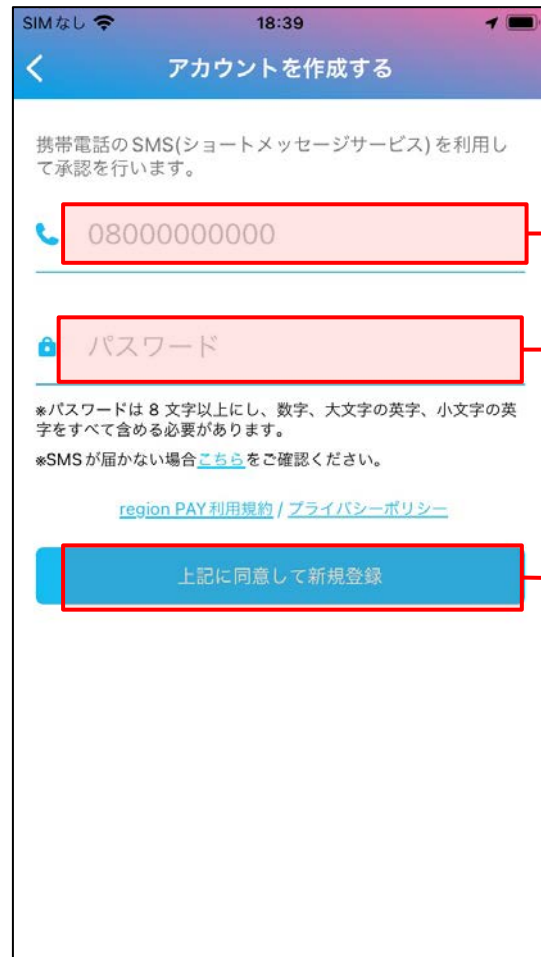 SIMなし 18:39
アカウントを作成する
携帯電話のSMS(ショートメッセージサービス)を利用し
て承認を行います。
08000000000
パスワード
※パスワードは 8 文字以上にし、数字、大文字の英字、小文字の英
字をすべて含める必要があります。
※SMSが届かない場合こちらをご確認ください。
region PAY利用規約 / プライバシーポリシー
上記に同意して新規登録